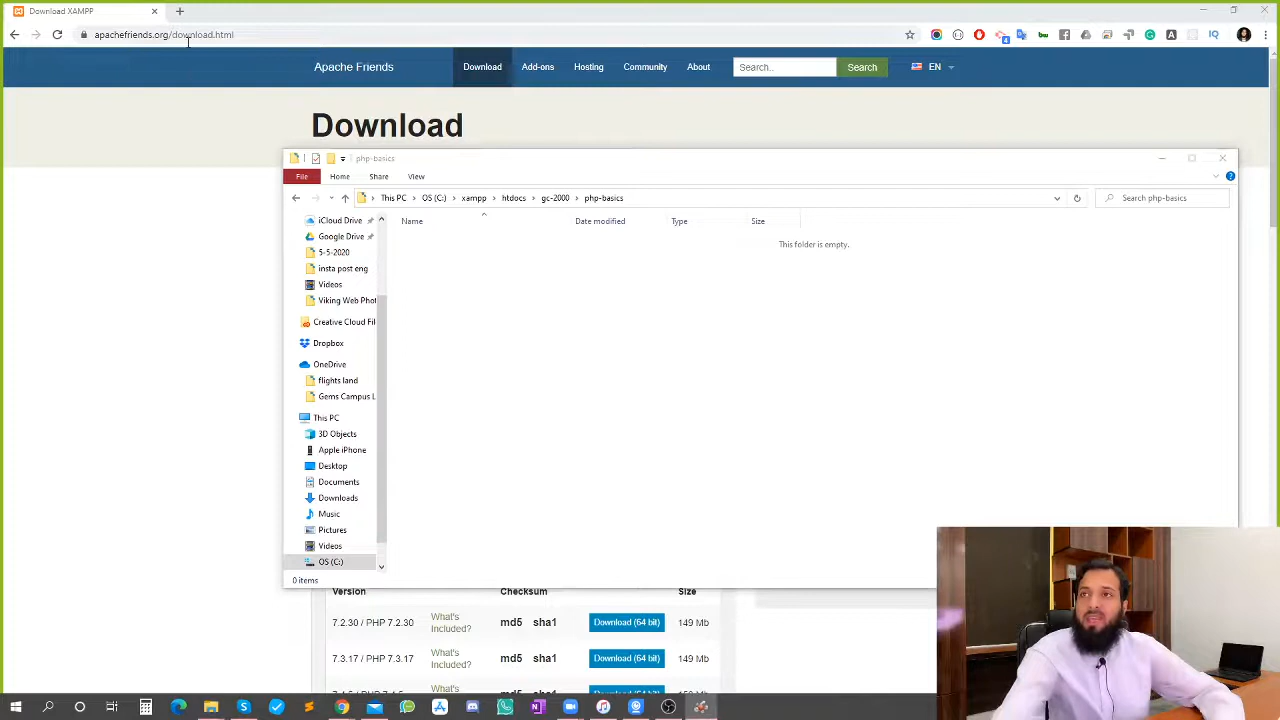 Download XAMPP
apachefriends.org/download.html
Apache Friends
Download
Add-ons
Hosting
Community
About
Search..
Search
EN
Download
php-basics
File
Home
Share
View
This PC
OS (C:)
xampp
htdocs
gc-2000
php-basics
Search php-basics
Name
Date modified
Type
Size
This folder is empty.
iCloud Drive
Google Drive
5-5-2020
insta post eng
Videos
Viking Web Phot
Creative Cloud Fil
Dropbox
OneDrive
flights land
Gems Campus L
This PC
3D Objects
Apple iPhone
Desktop
Documents
Downloads
Music
Pictures
Videos
OS (C:)
0 items
Version
Checksum
Size
7.2.30 / PHP 7.2.30
What's
Included?
md5
sha1
Download (64 bit)
149 Mb
7.3.17 / PHP 7.3.17
What's
Included?
md5
sha1
Download (64 bit)
149 Mb
What's